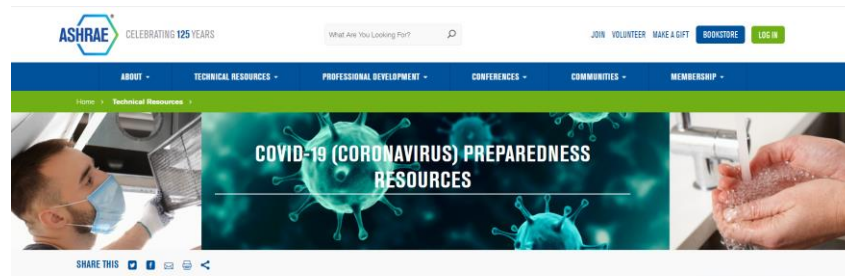 ASHRAE CELEBRATING 125 YEARS What Are You Looking For? JOIN VOLUNTEER MAKE A GIFT BOOKSTORE LOG IN
ABOUT TECHNICAL RESOURCES PROFESSIONAL DEVELOPMENT CONFERENCES COMMUNITIES MEMBERSHIP
Home > Technical Resources >
COVID-19 (CORONAVIRUS) PREPAREDNESS
RESOURCES
SHARE THIS